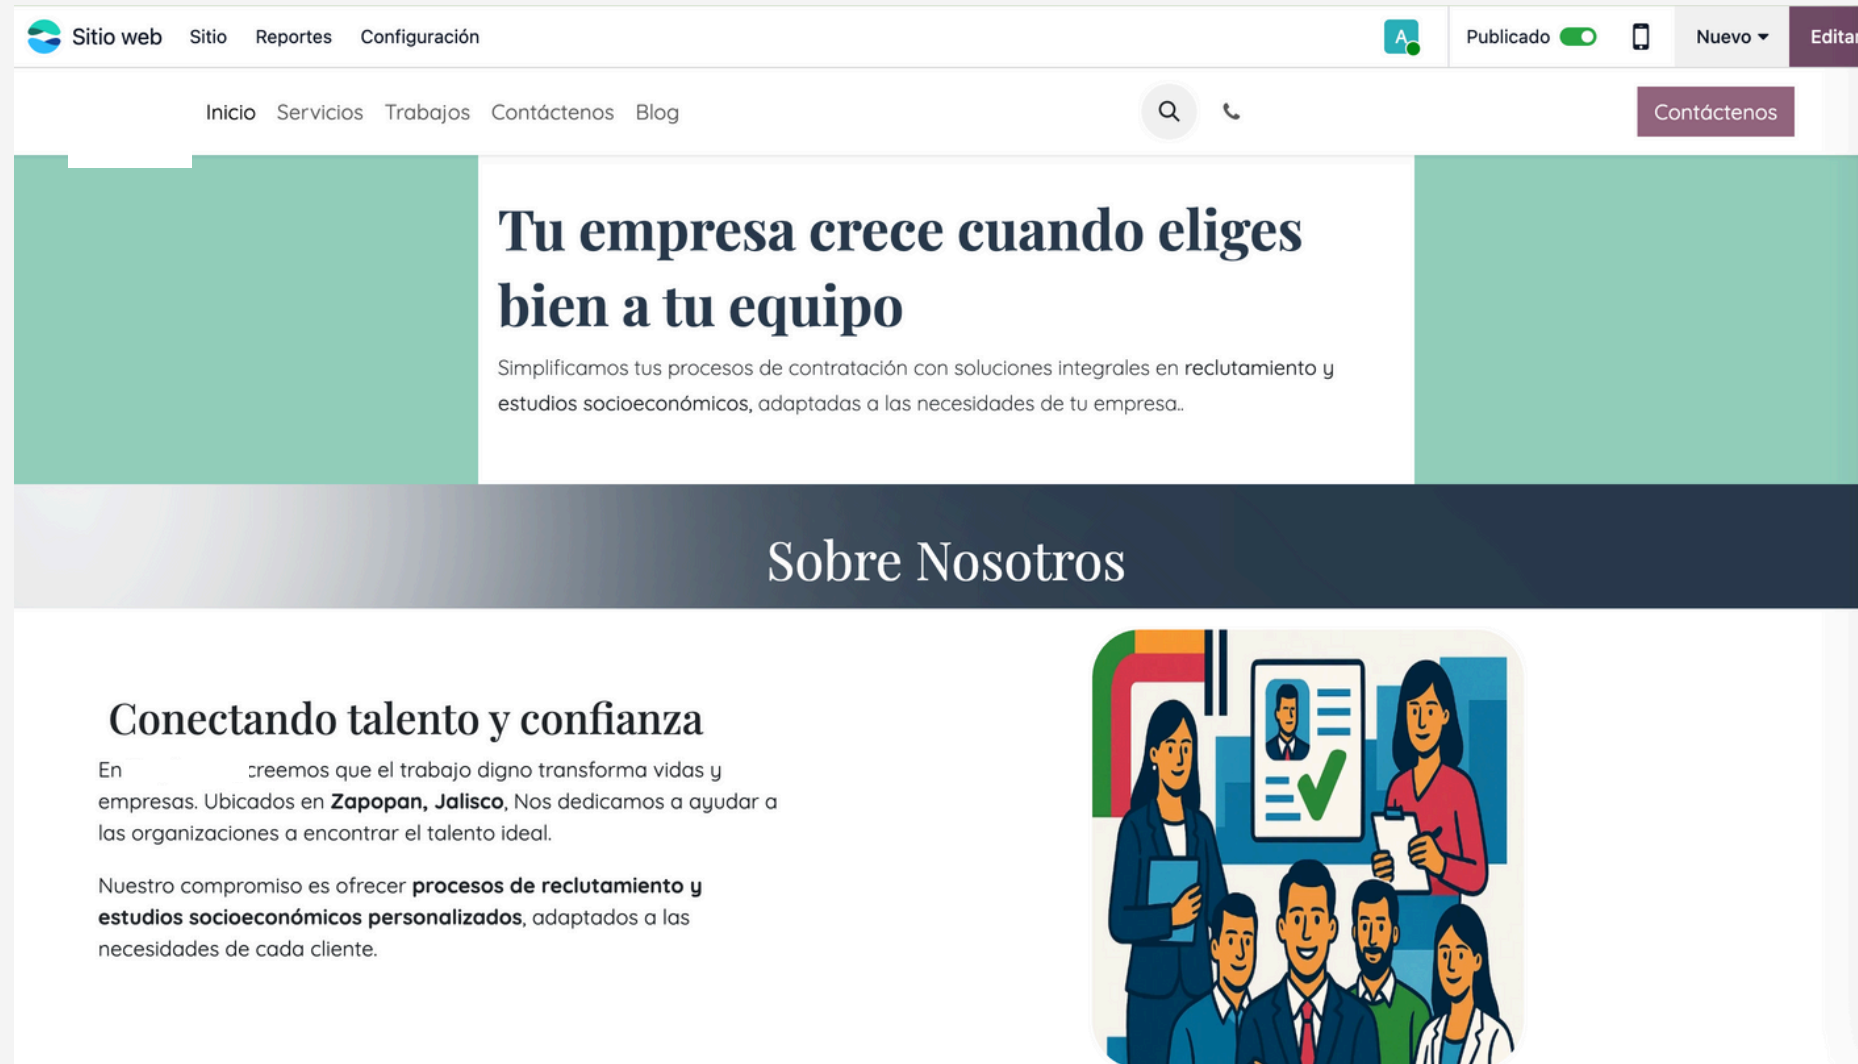 Sitio web Sitio Reportes Configuración A Publicado Nuevo Editar
Inicio Servicios Trabajos Contáctenos Blog Contáctenos
Tu empresa crece cuando eliges
bien a tu equipo
Simplificamos tus procesos de contratación con soluciones integrales en reclutamiento y
estudios socioeconómicos, adaptadas a las necesidades de tu empresa..
Sobre Nosotros
Conectando talento y confianza
En creemos que el trabajo digno transforma vidas y
empresas. Ubicados en Zapopan, Jalisco, Nos dedicamos a ayudar a
las organizaciones a encontrar el talento ideal.
Nuestro compromiso es ofrecer procesos de reclutamiento y
estudios socioeconómicos personalizados, adaptados a las
necesidades de cada cliente.